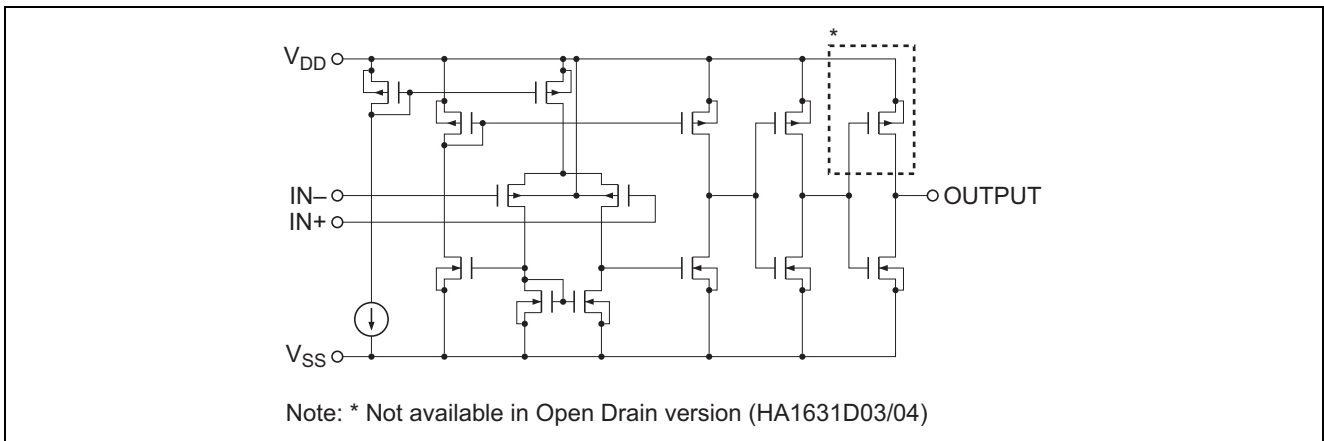 *
VDD
IN–
IN+
OUTPUT
VSS
Note: * Not available in Open Drain version (HA1631D03/04)